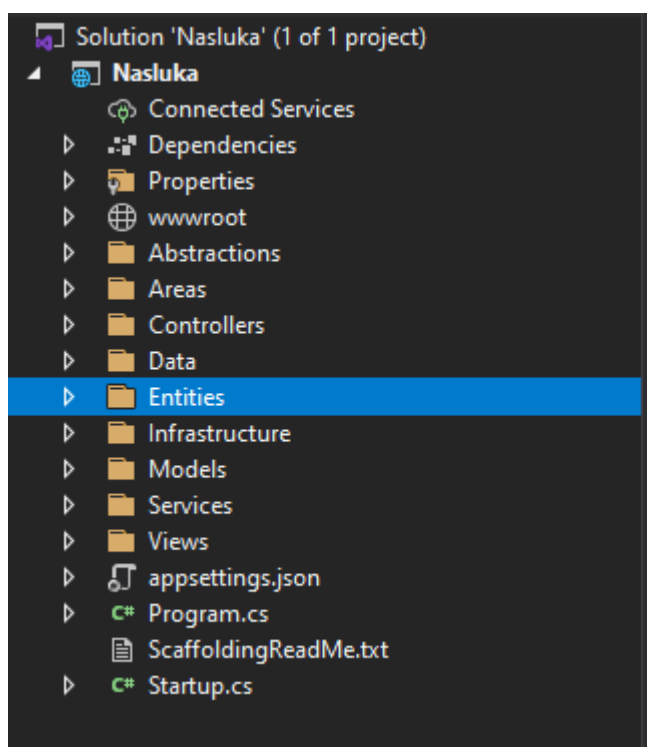 Solution 'Nasluka' (1 of 1 project)
Nasluka
Connected Services
Dependencies
Properties
wwwroot
Abstractions
Areas
Controllers
Data
Entities
Infrastructure
Models
Services
Views
appsettings.json
C# Program.cs
ScaffoldingReadMe.txt
C# Startup.cs